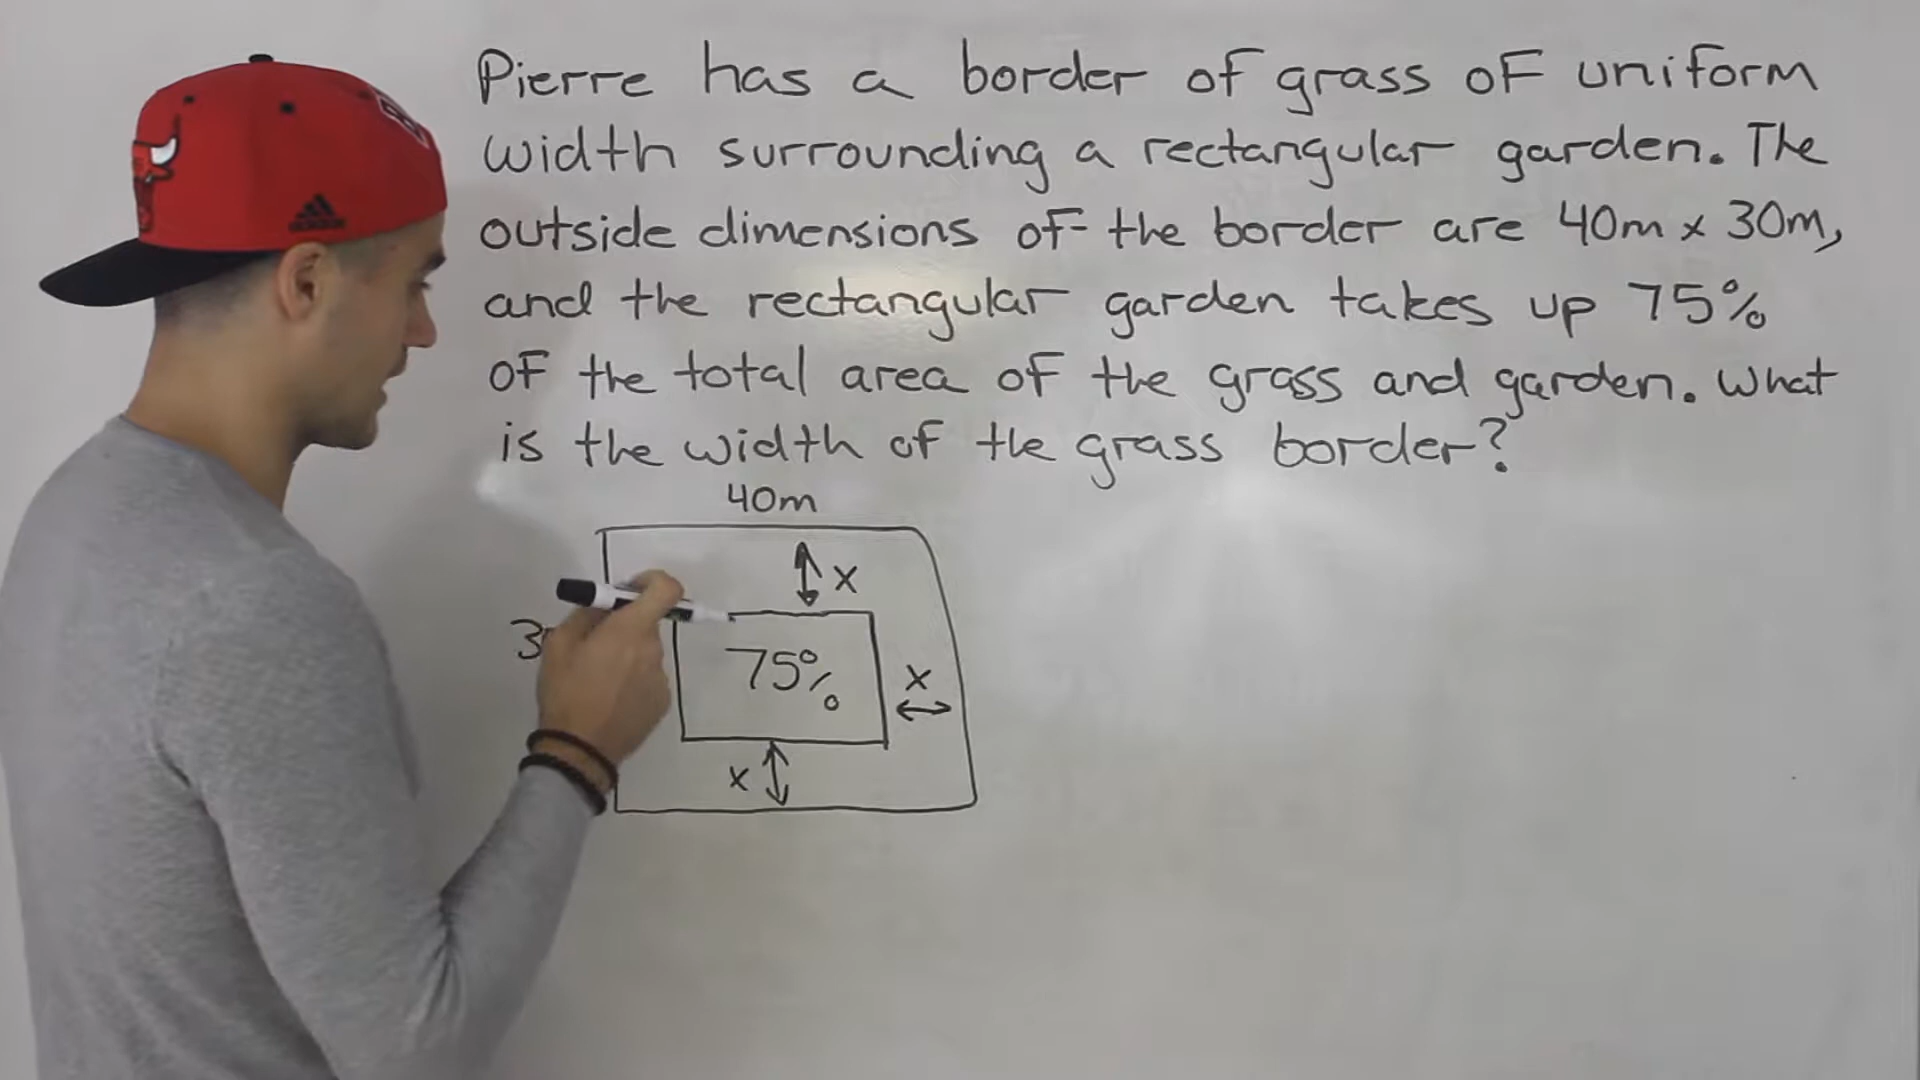 Pierre has a border of grass of uniform
width surrounding a rectangular garden. The
outside dimensions of the border are 40m x 30m,
and the rectangular garden takes up 75%
of the total area of the grass and garden. What
is the width of the grass border?
40m
x
75%
x
x
adidas